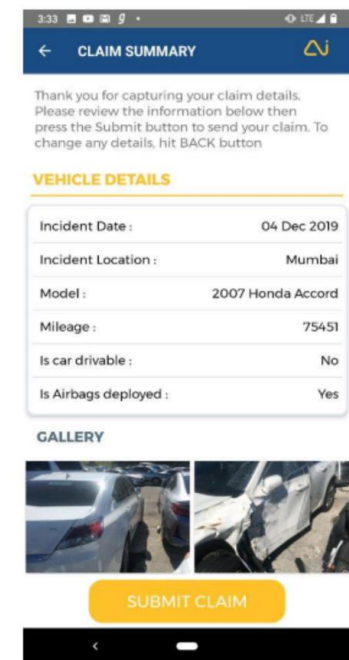 3:33 LTE
CLAIM SUMMARY
Thank you for capturing your claim details.
Please review the information below then
press the Submit button to send your claim. To
change any details, hit BACK button
VEHICLE DETAILS
Incident Date : 04 Dec 2019
Incident Location : Mumbai
Model : 2007 Honda Accord
Mileage : 75451
Is car drivable : No
Is Airbags deployed : Yes
GALLERY
SUBMIT CLAIM